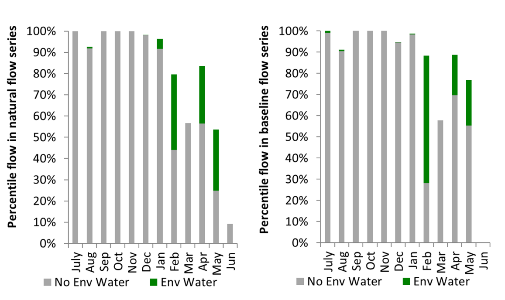 Percentile flow in natural flow series
100%
90%
80%
70%
60%
50%
40%
30%
20%
10%
0%
July
Aug
Sep
Oct
Nov
Dec
Jan
Feb
Mar
Apr
May
Jun
No Env Water
Env Water
Percentile flow in baseline flow series
100%
90%
80%
70%
60%
50%
40%
30%
20%
10%
0%
July
Aug
Sep
Oct
Nov
Dec
Jan
Feb
Mar
Apr
May
Jun
No Env Water
Env Water